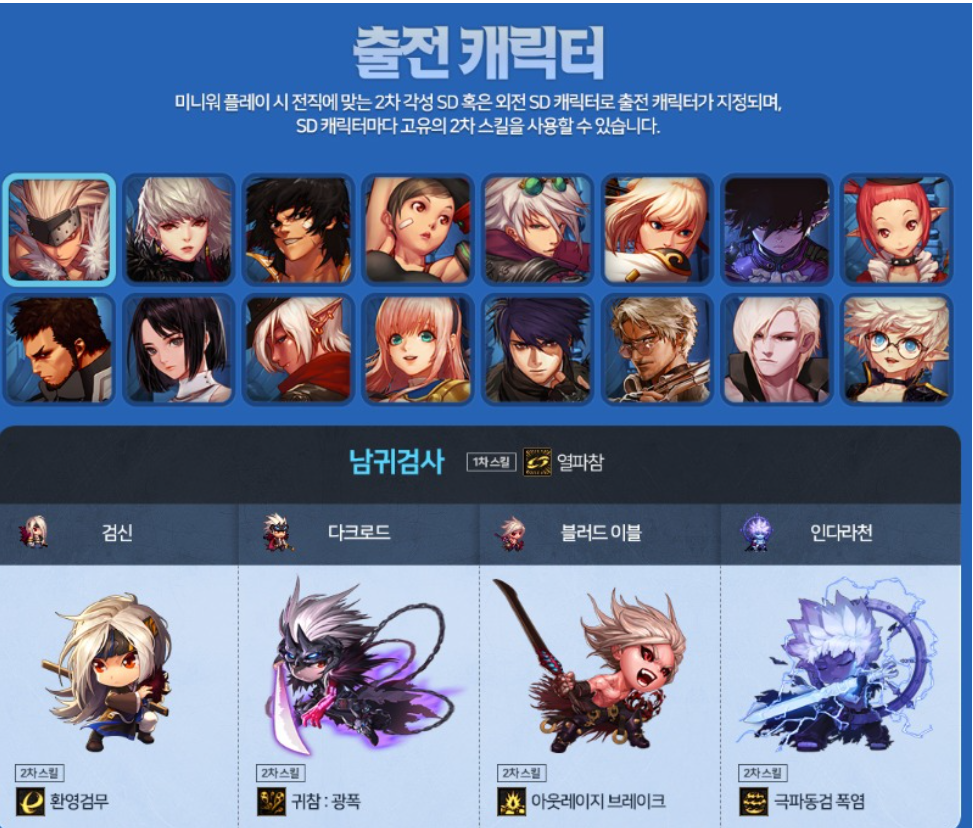 출전 캐릭터
미니워 플레이 시 전직에 맞는 2차 각성 SD 혹은 외전 SD 캐릭터로 출전 캐릭터가 지정되며,
SD 캐릭터마다 고유의 2차 스킬을 사용할 수 있습니다.
남귀검사 1차 스킬 열파참
검신 다크로드 블러드 이블 인다라천
2차 스킬 2차 스킬 2차 스킬 2차 스킬
환영검무 귀참 : 광폭 아웃레이지 브레이크 극파동검 폭염